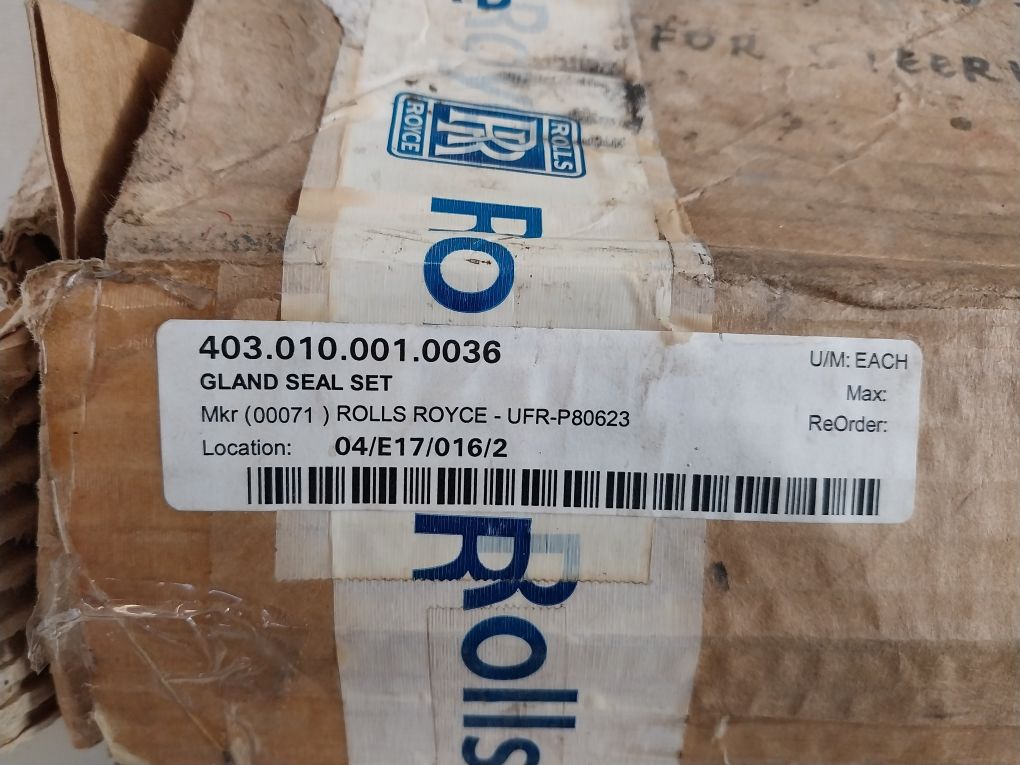 FOR STEERI
ROLLS
RR
ROYCE
RO
403.010.001.0036
GLAND SEAL SET
Mkr (00071 ) ROLLS ROYCE - UFR-P80623
Location: 04/E17/016/2
U/M: EACH
Max:
ReOrder:
Rolls